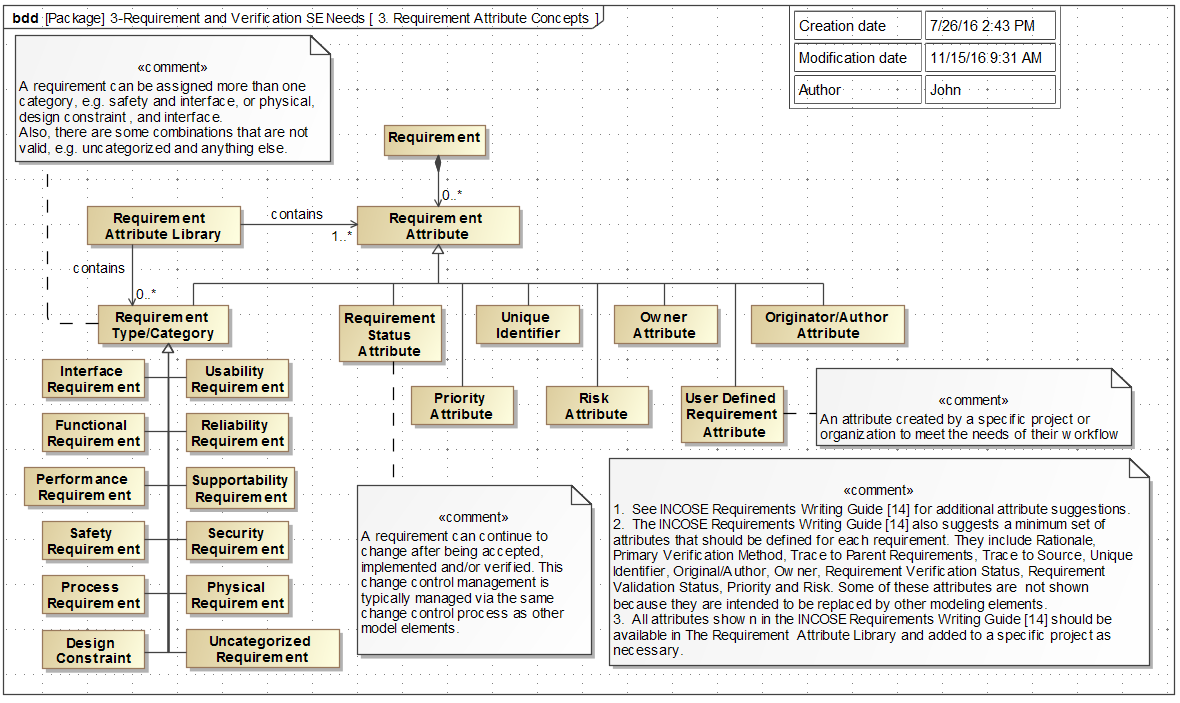 bdd [Package] 3-Requirement and Verification SE Needs [ 3. Requirement Attribute Concepts ]
Creation date 7/26/16 2:43 PM
Modification date 11/15/16 9:31 AM
Author John
«comment»
A requirement can be assigned more than one
category, e.g. safety and interface, or physical,
design constraint , and interface.
Also, there are some combinations that are not
valid, e.g. uncategorized and anything else.
Requirement
0..*
Requirement
Attribute Library
contains
1..*
Requirement
Attribute
contains
0..*
Requirement
Type/Category
Requirement
Status
Attribute
Unique
Identifier
Owner
Attribute
Originator/Author
Attribute
Priority
Attribute
Risk
Attribute
User Defined
Requirement
Attribute
«comment»
An attribute created by a specific project or
organization to meet the needs of their workflow
Interface
Requirement
Usability
Requirement
Functional
Requirement
Reliability
Requirement
Performance
Requirement
Supportability
Requirement
Safety
Requirement
Security
Requirement
Process
Requirement
Physical
Requirement
Design
Constraint
Uncategorized
Requirement
«comment»
A requirement can continue to
change after being accepted,
implemented and/or verified. This
change control management is
typically managed via the same
change control process as other
model elements.
«comment»
1. See INCOSE Requirements Writing Guide [14] for additional attribute suggestions.
2. The INCOSE Requirements Writing Guide [14] also suggests a minimum set of
attributes that should be defined for each requirement. They include Rationale,
Primary Verification Method, Trace to Parent Requirements, Trace to Source, Unique
Identifier, Original/Author, Owner, Requirement Verification Status, Requirement
Validation Status, Priority and Risk. Some of these attributes are not shown
because they are intended to be replaced by other modeling elements.
3. All attributes shown in the INCOSE Requirements Writing Guide [14] should be
available in The Requirement Attribute Library and added to a specific project as
necessary.